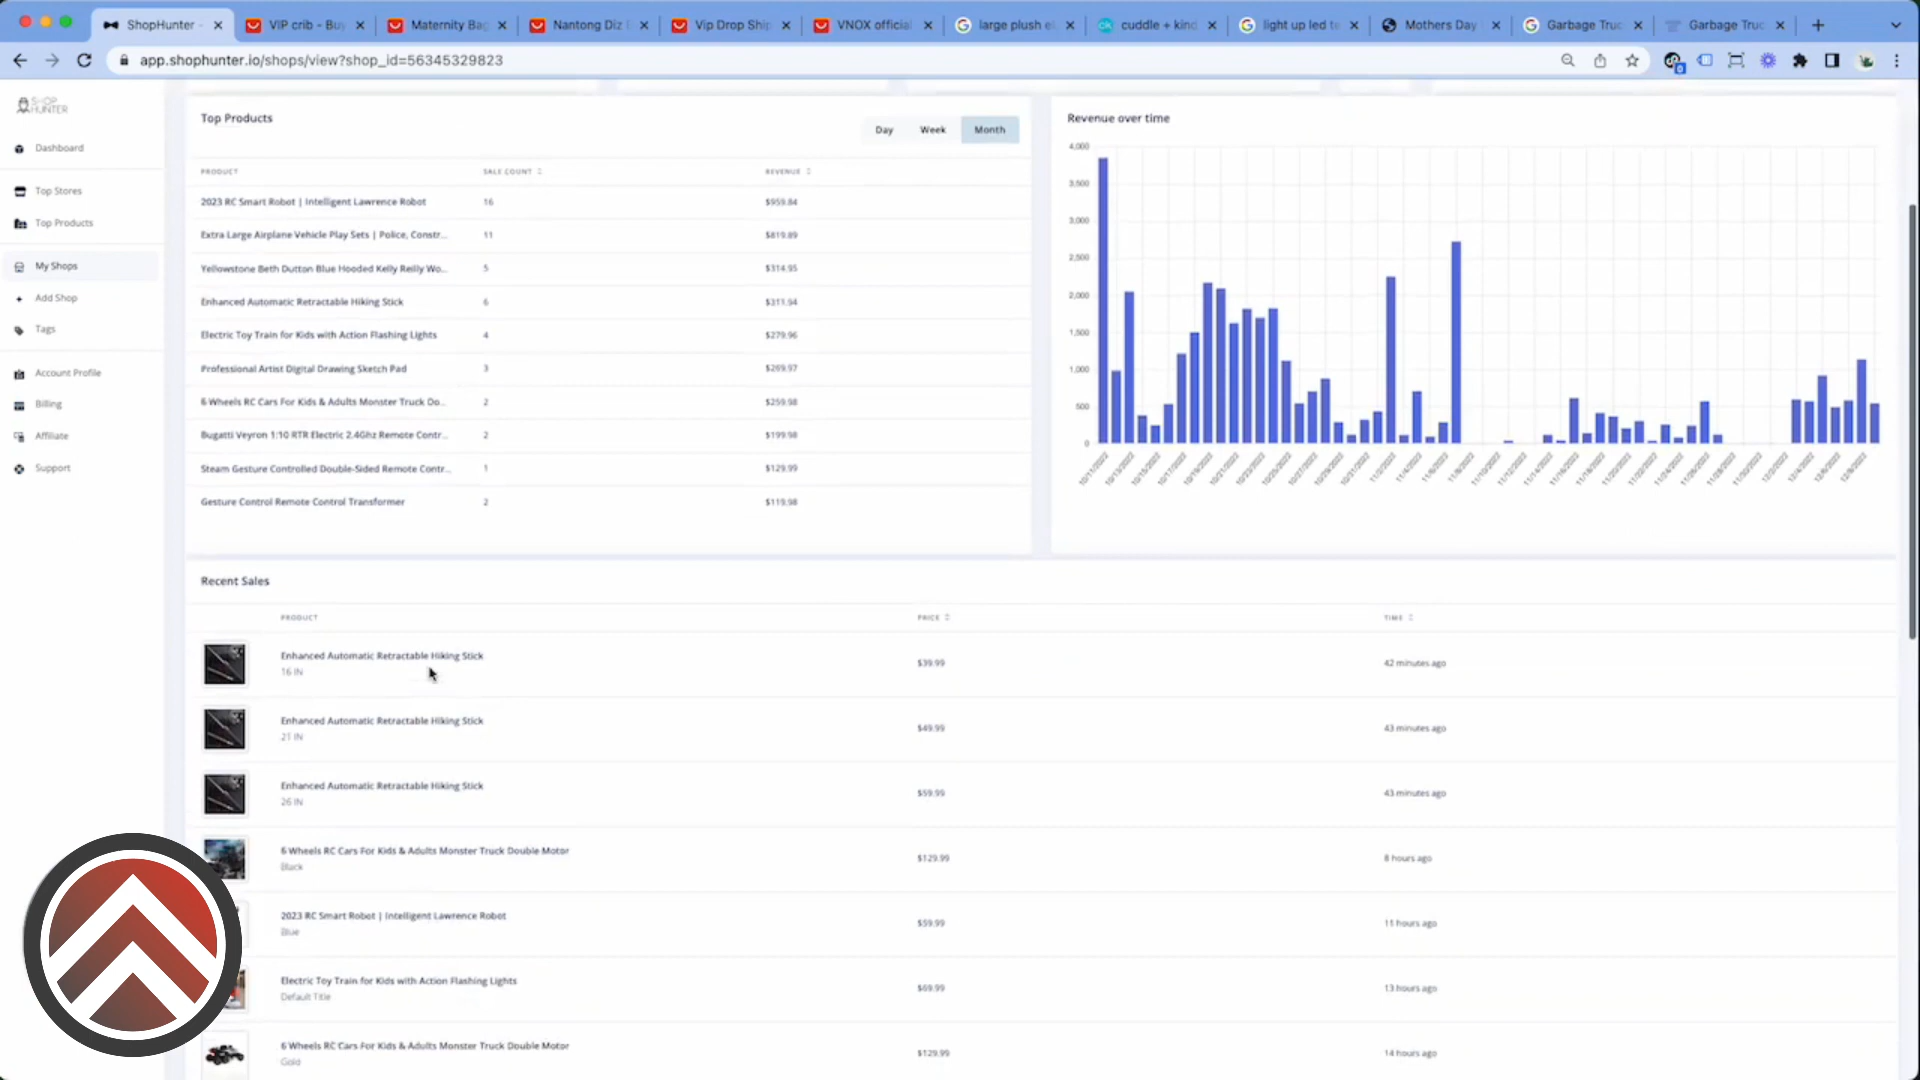 ShopHunter -
VIP crib - Buy
Maternity Bag
Nantong Diz
Vip Drop Ship
VNOX official
large plush el
cuddle + kind
light up led te
Mothers Day
Garbage Truc
Garbage Truc
app.shophunter.io/shops/view?shop_id=56345329823
SHOP
HUNTER
Dashboard
Top Stores
Top Products
My Shops
Add Shop
Tags
Account Profile
Billing
Affiliate
Support
Top Products
Day Week Month
PRODUCT SALE COUNT REVENUE
2023 RC Smart Robot | Intelligent Lawrence Robot 16 $959.84
Extra Large Airplane Vehicle Play Sets | Police, Constr... 11 $819.89
Yellowstone Beth Dutton Blue Hooded Kelly Reilly Wo... 5 $314.95
Enhanced Automatic Retractable Hiking Stick 6 $311.94
Electric Toy Train for Kids with Action Flashing Lights 4 $279.96
Professional Artist Digital Drawing Sketch Pad 3 $269.97
6 Wheels RC Cars For Kids & Adults Monster Truck Do... 2 $259.98
Bugatti Veyron 1:10 RTR Electric 2.4Ghz Remote Contr... 2 $199.98
Steam Gesture Controlled Double-Sided Remote Contr... 1 $129.99
Gesture Control Remote Control Transformer 2 $119.98
Revenue over time
4,000
3,500
3,000
2,500
2,000
1,500
1,000
500
0
Recent Sales
PRODUCT PRICE TIME
Enhanced Automatic Retractable Hiking Stick
16 IN
$39.99 42 minutes ago
Enhanced Automatic Retractable Hiking Stick
21 IN
$49.99 43 minutes ago
Enhanced Automatic Retractable Hiking Stick
26 IN
$59.99 43 minutes ago
6 Wheels RC Cars For Kids & Adults Monster Truck Double Motor
Black
$129.99 8 hours ago
2023 RC Smart Robot | Intelligent Lawrence Robot
Blue
$59.99 11 hours ago
Electric Toy Train for Kids with Action Flashing Lights
Default Title
$69.99 13 hours ago
6 Wheels RC Cars For Kids & Adults Monster Truck Double Motor
Gold
$129.99 14 hours ago